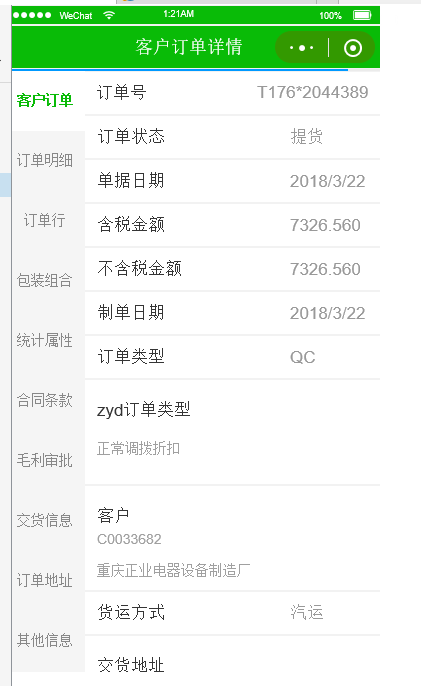 WeChat 1:21AM 100%
客户订单详情
客户订单
订单明细
订单行
包装组合
统计属性
合同条款
毛利审批
交货信息
订单地址
其他信息
订单号 T176*2044389
订单状态 提货
单据日期 2018/3/22
含税金额 7326.560
不含税金额 7326.560
制单日期 2018/3/22
订单类型 QC
zyd订单类型
正常调拨折扣
客户
C0033682
重庆正业电器设备制造厂
货运方式 汽运
交货地址